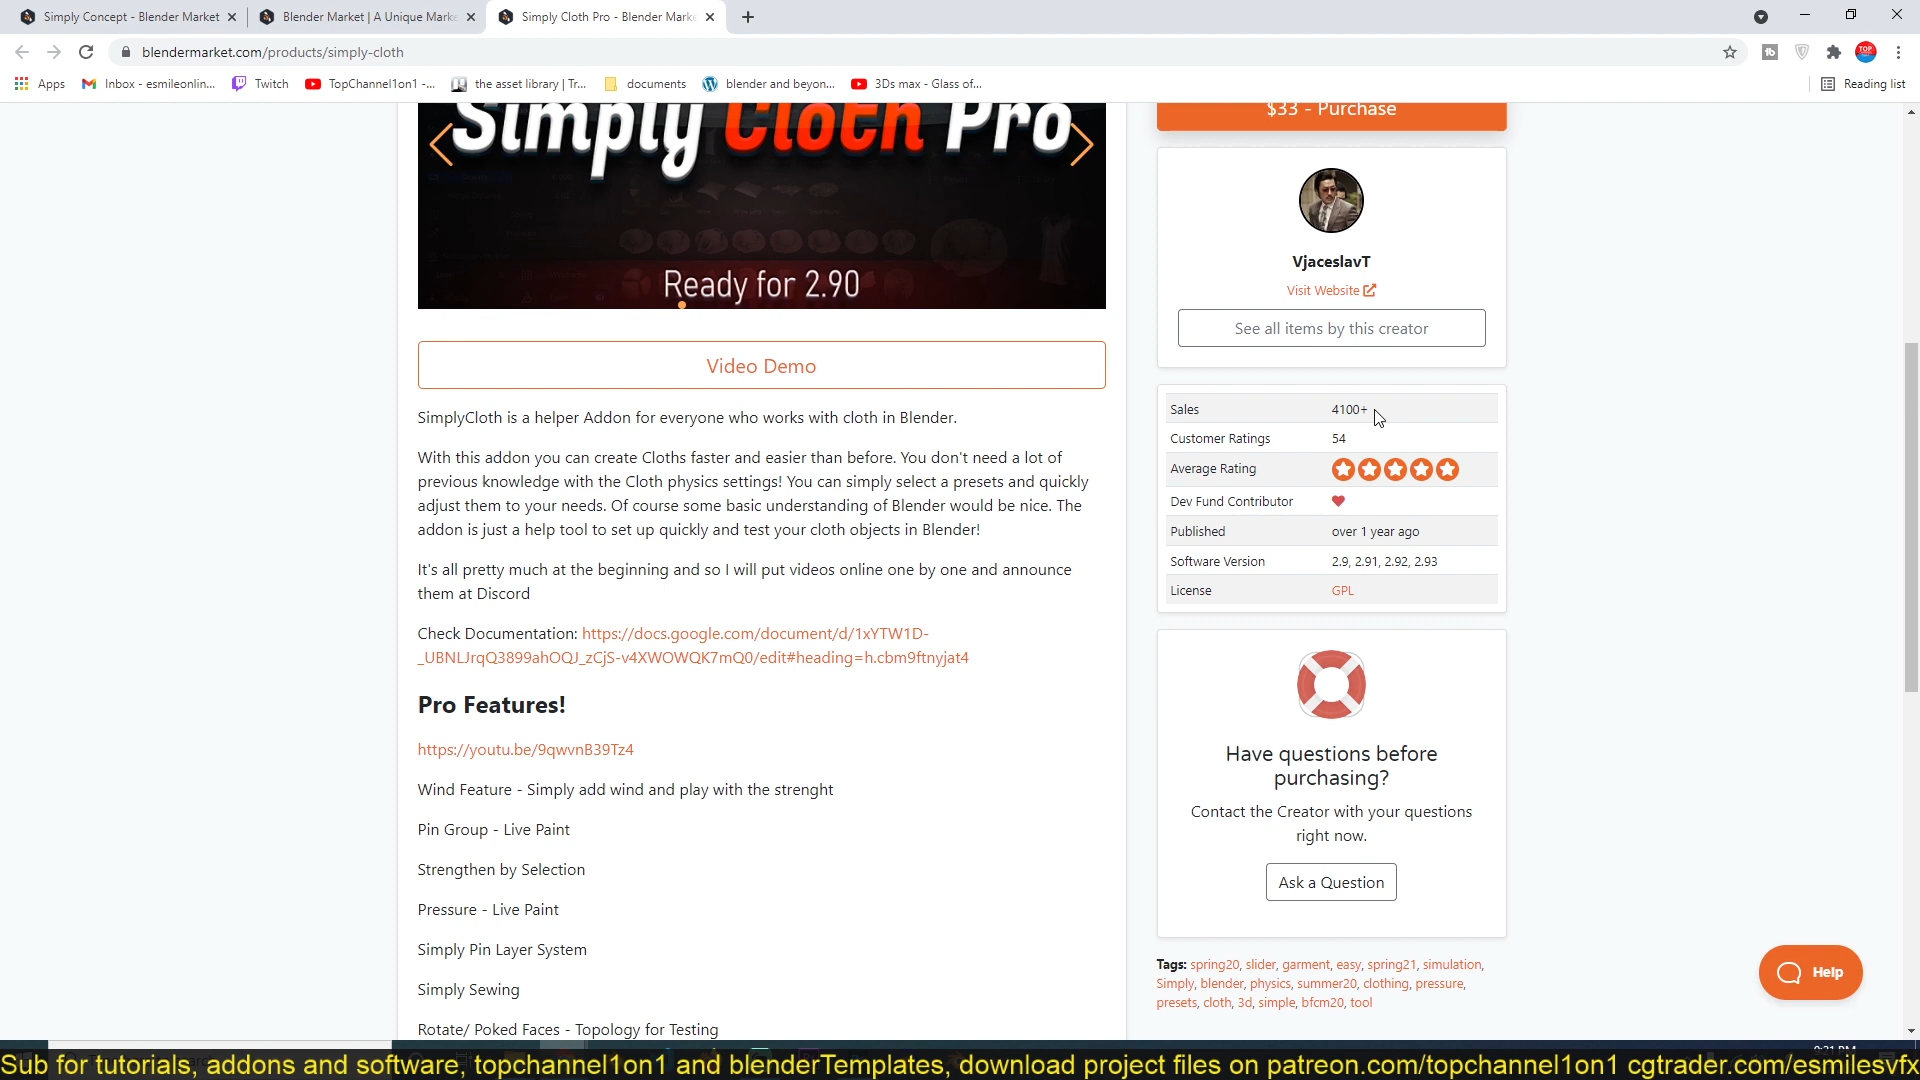 Simply Concept - Blender Market
Blender Market | A Unique Marke
Simply Cloth Pro - Blender Mark
blendermarket.com/products/simply-cloth
Apps
Inbox - esmileonlin...
Twitch
TopChannel1on1 -...
the asset library | Tr...
documents
blender and beyon...
3Ds max - Glass of...
Reading list
Simply Cloth Pro
Ready for 2.90
$33 - Purchase
VjaceslavT
Visit Website
See all items by this creator
Video Demo
SimplyCloth is a helper Addon for everyone who works with cloth in Blender.
With this addon you can create Cloths faster and easier than before. You don't need a lot of
previous knowledge with the Cloth physics settings! You can simply select a presets and quickly
adjust them to your needs. Of course some basic understanding of Blender would be nice. The
addon is just a help tool to set up quickly and test your cloth objects in Blender!
It's all pretty much at the beginning and so I will put videos online one by one and announce
them at Discord
Check Documentation: https://docs.google.com/document/d/1xYTW1D-
_UBNLJrqQ3899ahOQJ_zCjS-v4XWOWQK7mQ0/edit#heading=h.cbm9ftnyjat4
Pro Features!
https://youtu.be/9qwvnB39Tz4
Wind Feature - Simply add wind and play with the strenght
Pin Group - Live Paint
Strengthen by Selection
Pressure - Live Paint
Simply Pin Layer System
Simply Sewing
Rotate/ Poked Faces - Topology for Testing
Sales 4100+
Customer Ratings 54
Average Rating
Dev Fund Contributor
Published over 1 year ago
Software Version 2.9, 2.91, 2.92, 2.93
License GPL
Have questions before
purchasing?
Contact the Creator with your questions
right now.
Ask a Question
Tags: spring20, slider, garment, easy, spring21, simulation,
Simply, blender, physics, summer20, clothing, pressure,
presets, cloth, 3d, simple, bfcm20, tool
Help
9:21 PM
Sub for tutorials, addons and software; topchannel1on1 and blenderTemplates, download project files on patreon.com/topchannel1on1 cgtrader.com/esmilesvfx